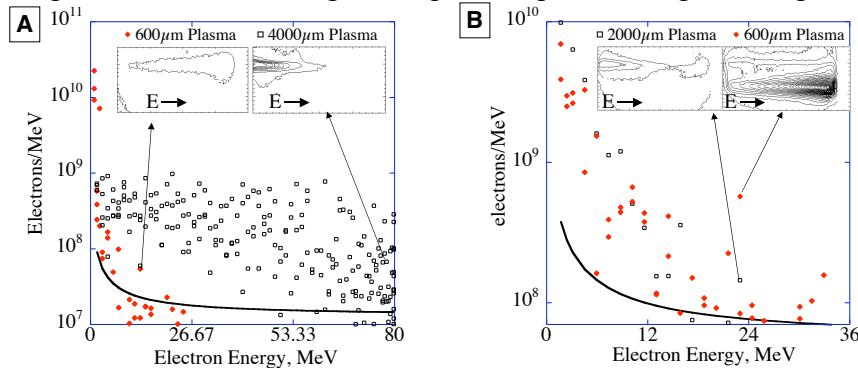 A
600µm Plasma
4000µm Plasma
E
E
10^11
10^10
10^9
10^8
10^7
Electrons/MeV
0
26.67
53.33
80
Electron Energy, MeV
B
2000µm Plasma
600µm Plasma
E
E
10^10
10^9
10^8
electrons/MeV
0
12
24
36
Electron Energy, MeV